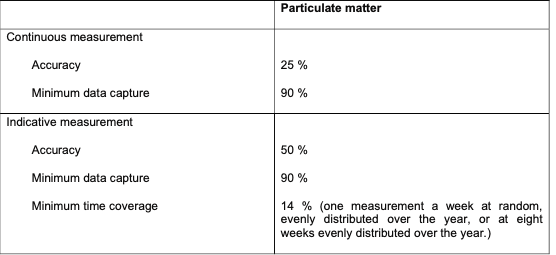 Particulate matter
Continuous measurement
Accuracy 25 %
Minimum data capture 90 %
Indicative measurement
Accuracy 50 %
Minimum data capture 90 %
Minimum time coverage 14 % (one measurement a week at random,
evenly distributed over the year, or at eight
weeks evenly distributed over the year.)